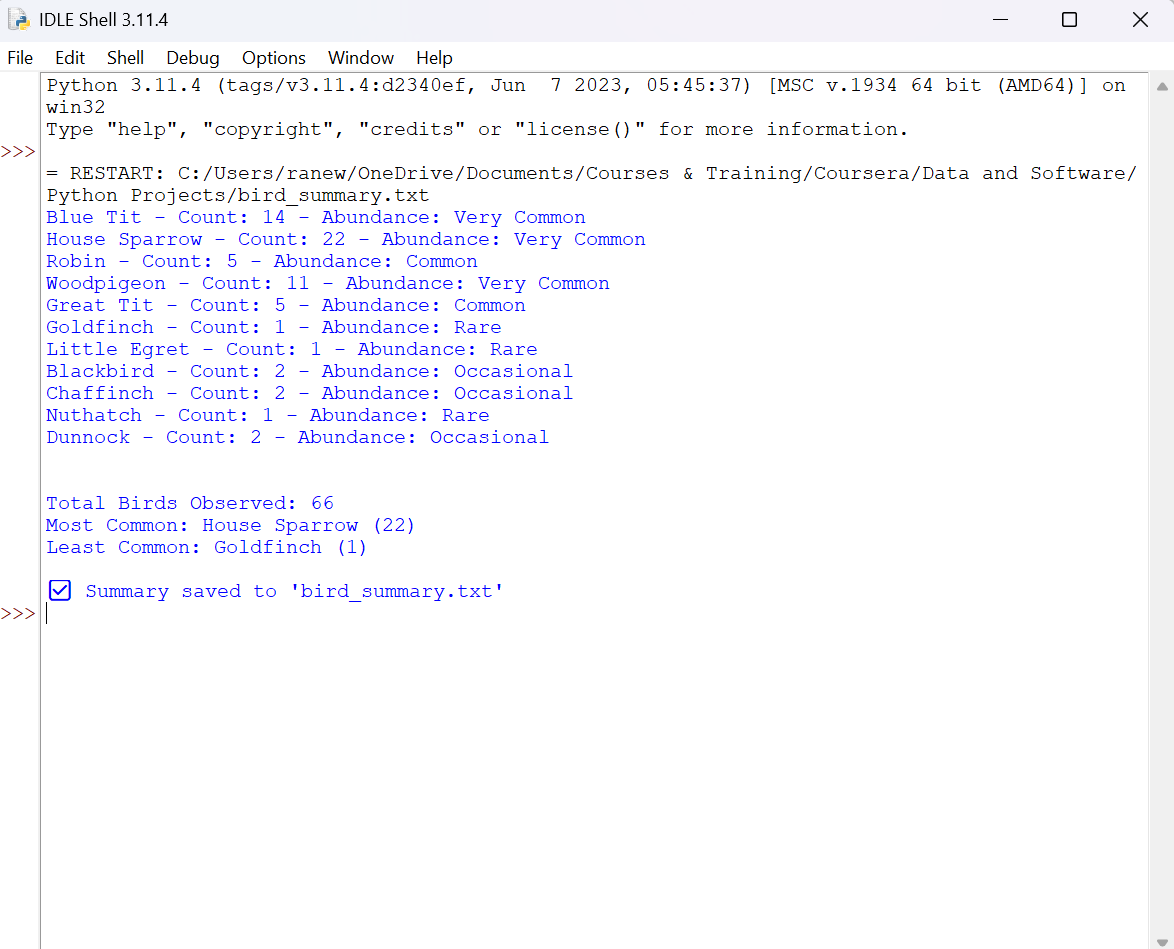 IDLE Shell 3.11.4
File Edit Shell Debug Options Window Help
Python 3.11.4 (tags/v3.11.4:d2340ef, Jun  7 2023, 05:45:37) [MSC v.1934 64 bit (AMD64)] on
win32
Type "help", "copyright", "credits" or "license()" for more information.
>>>
= RESTART: C:/Users/ranew/OneDrive/Documents/Courses & Training/Coursera/Data and Software/
Python Projects/bird_summary.txt
Blue Tit - Count: 14 - Abundance: Very Common
House Sparrow - Count: 22 - Abundance: Very Common
Robin - Count: 5 - Abundance: Common
Woodpigeon - Count: 11 - Abundance: Very Common
Great Tit - Count: 5 - Abundance: Common
Goldfinch - Count: 1 - Abundance: Rare
Little Egret - Count: 1 - Abundance: Rare
Blackbird - Count: 2 - Abundance: Occasional
Chaffinch - Count: 2 - Abundance: Occasional
Nuthatch - Count: 1 - Abundance: Rare
Dunnock - Count: 2 - Abundance: Occasional
Total Birds Observed: 66
Most Common: House Sparrow (22)
Least Common: Goldfinch (1)
☑ Summary saved to 'bird_summary.txt'
>>>